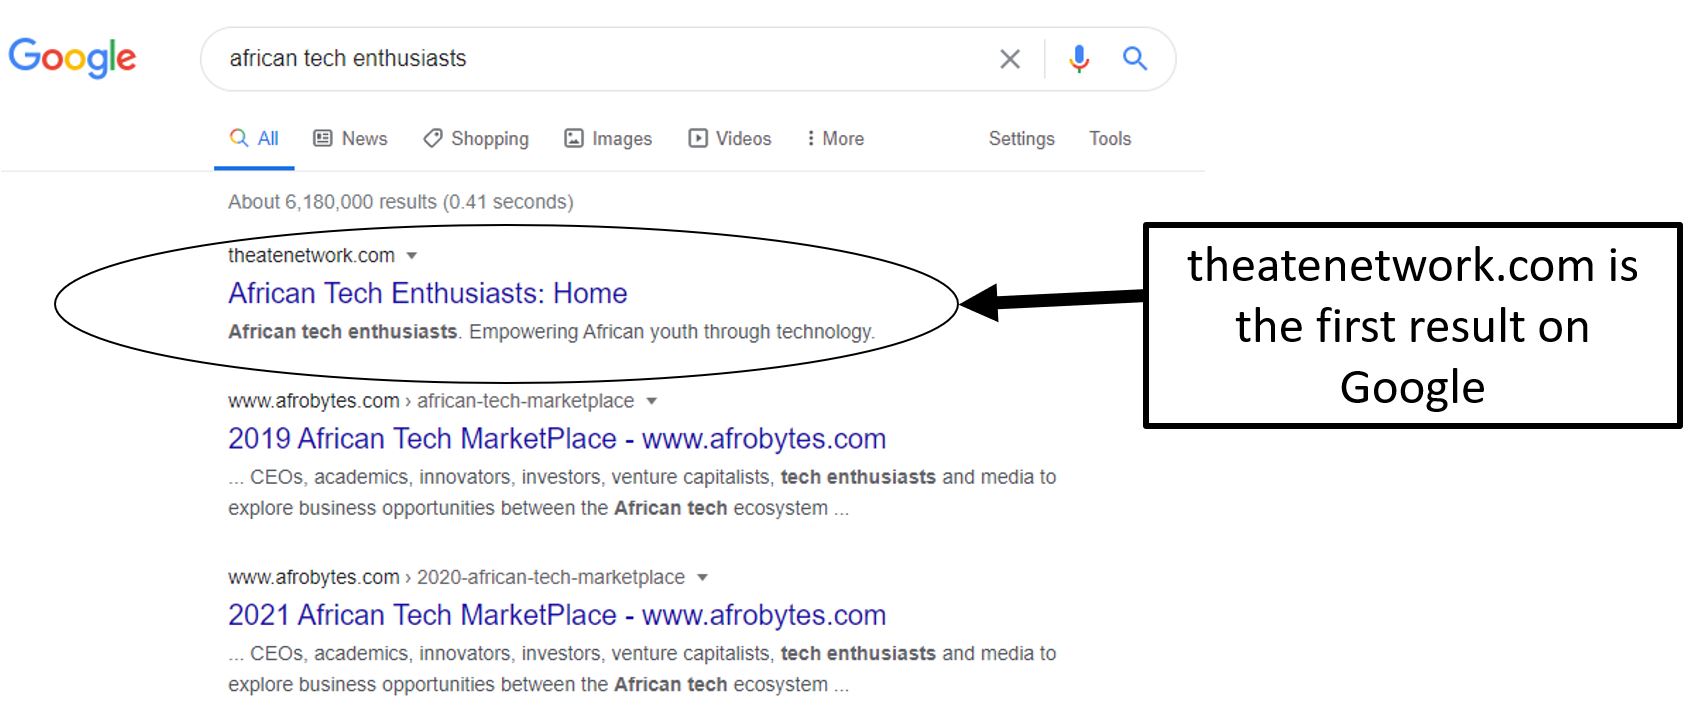 Google
african tech enthusiasts
All News Shopping Images Videos More Settings Tools
About 6,180,000 results (0.41 seconds)
theatenetwork.com
African Tech Enthusiasts: Home
African tech enthusiasts. Empowering African youth through technology.
theatenetwork.com is
the first result on
Google
www.afrobytes.com › african-tech-marketplace
2019 African Tech MarketPlace - www.afrobytes.com
... CEOs, academics, innovators, investors, venture capitalists, tech enthusiasts and media to
explore business opportunities between the African tech ecosystem ...
www.afrobytes.com › 2020-african-tech-marketplace
2021 African Tech MarketPlace - www.afrobytes.com
... CEOs, academics, innovators, investors, venture capitalists, tech enthusiasts and media to
explore business opportunities between the African tech ecosystem ...